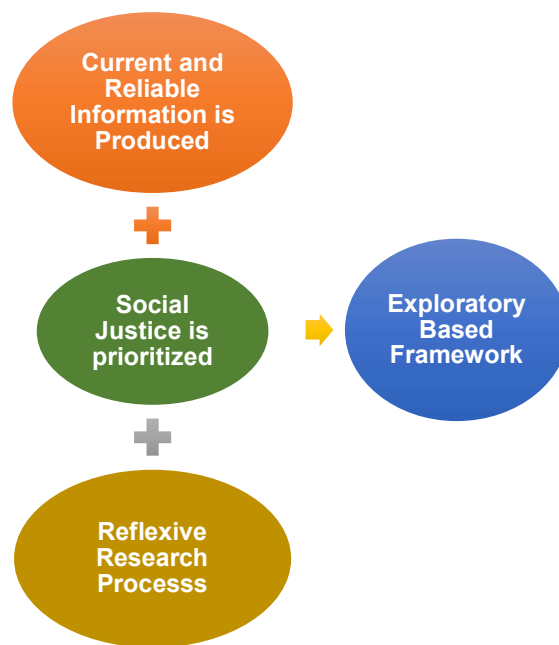 Current and
Reliable
Information is
Produced
Social
Justice is
prioritized
Exploratory
Based
Framework
Reflexive
Research
Processs